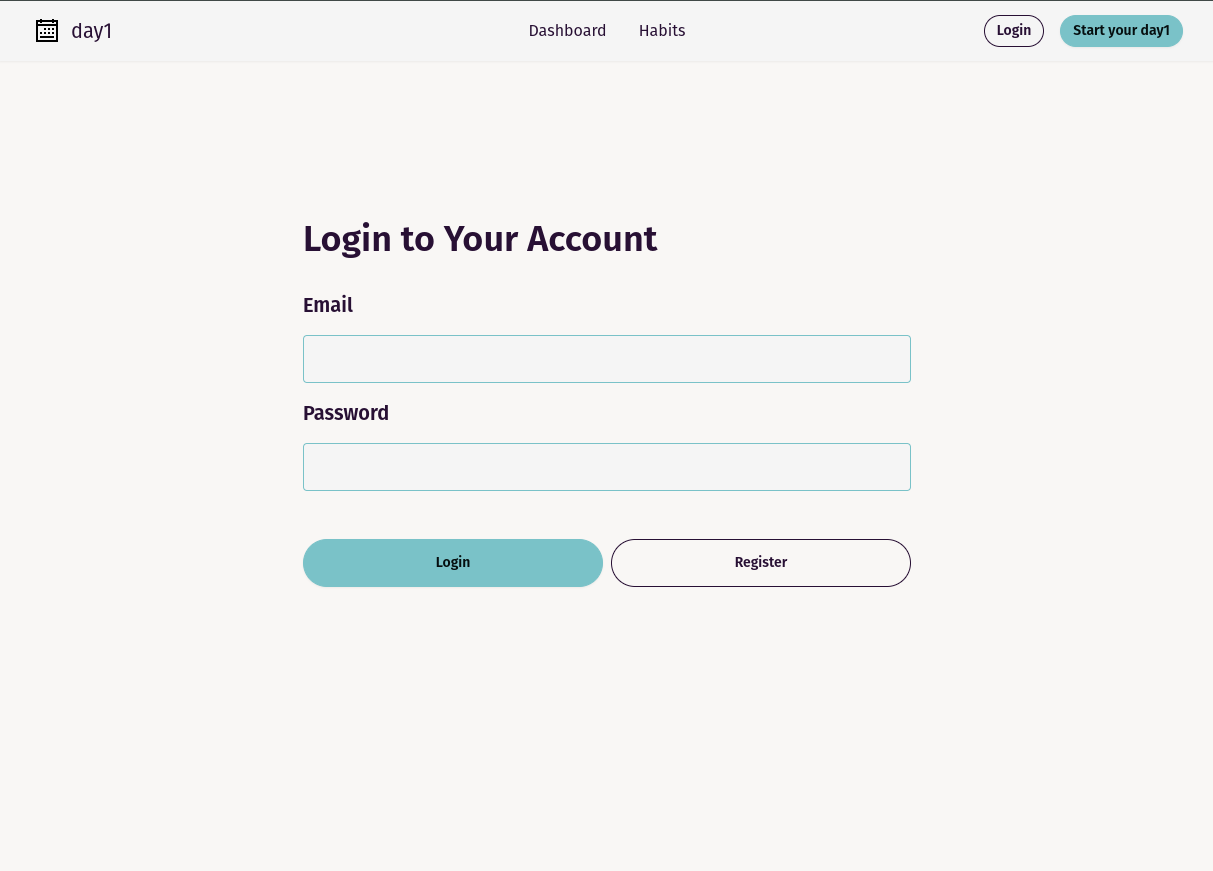 day1
Dashboard Habits
Login Start your day1
Login to Your Account
Email
Password
Login Register